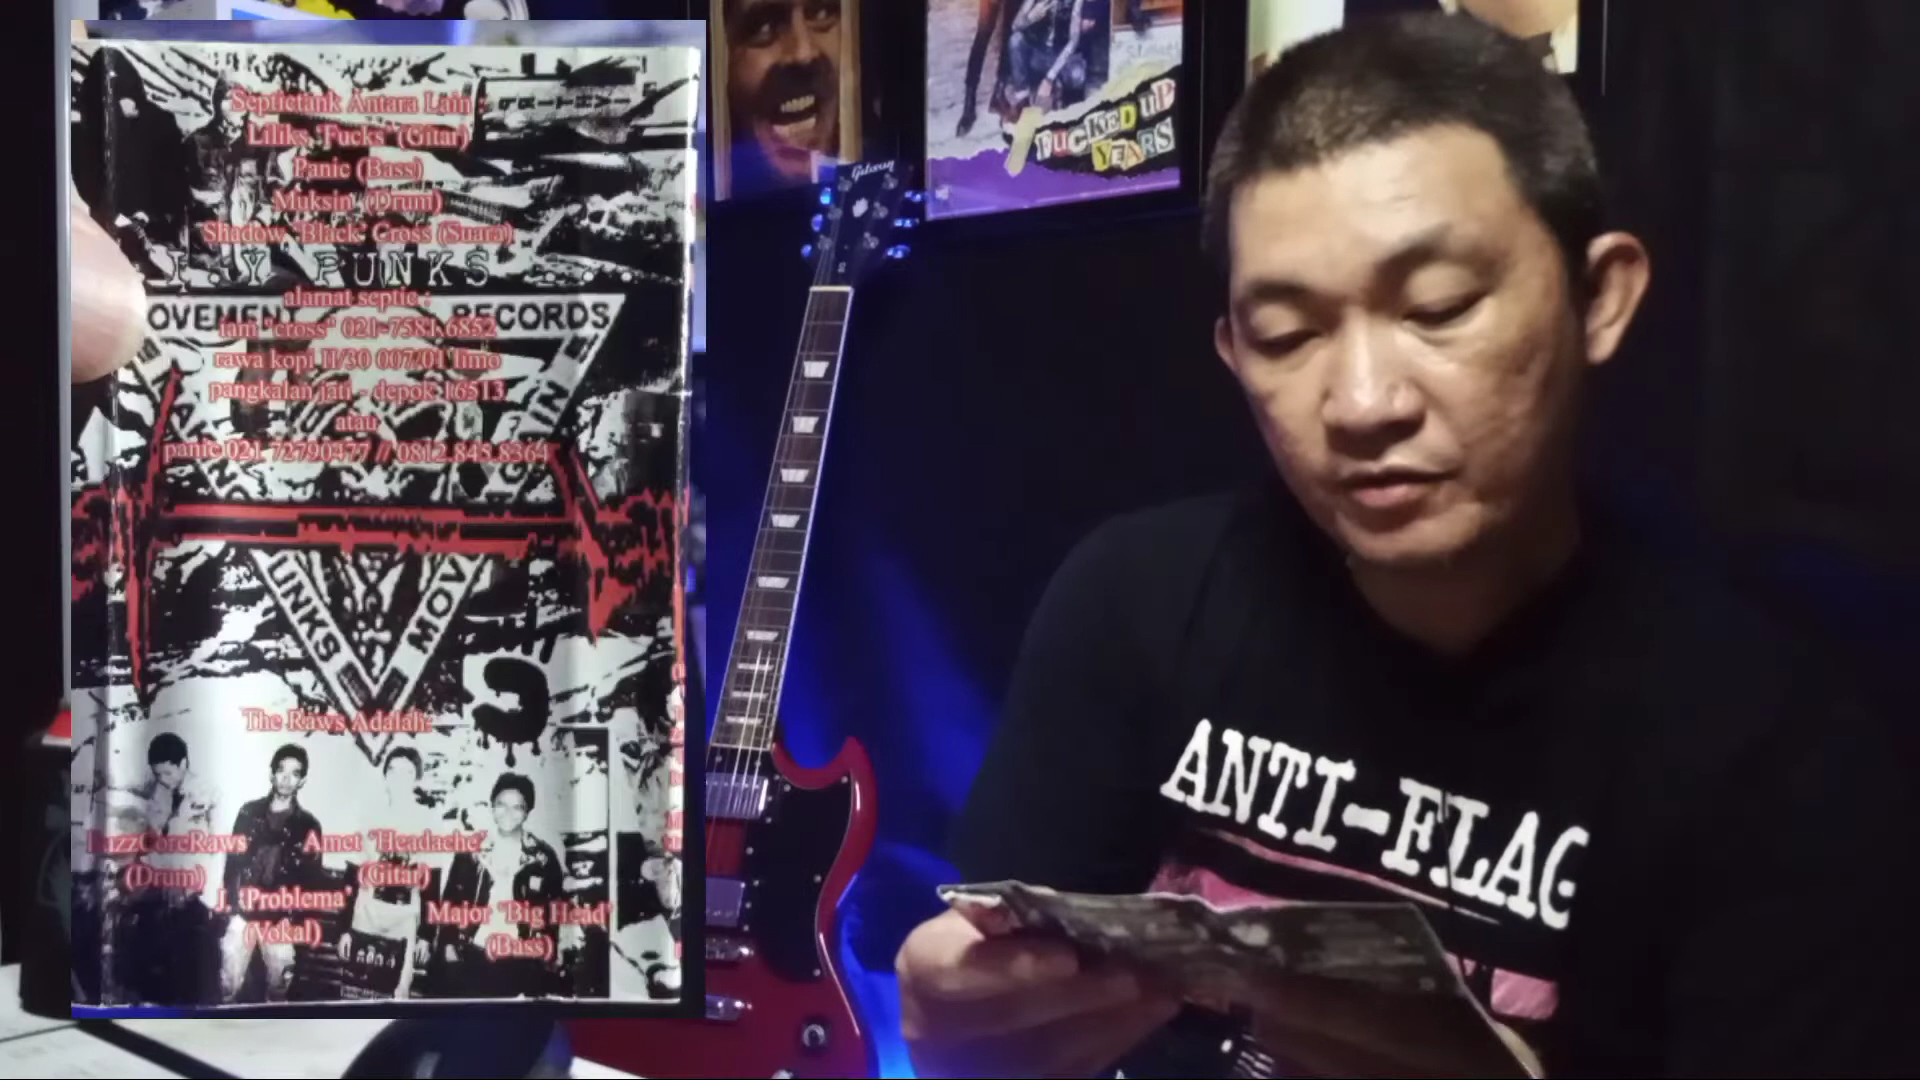 Septictank Antara Lain :
Liliks 'Fucks' (Gitar)
Panic (Bass)
Muksin (Drum)
Shadow 'Black' Cross (Suara)
J.Y PUNKS ....
alamat septic :
OVEMENT RECORDS
iam "cross" 021-7581.6852
rawa kopi II/30 007/01 limo
pangkalan jati - depok 16513
atau
panic 021.72790477 // 0812.845.8364
UNKS MOV
The Raws Adalah:
Amet 'Headache'
(Drum) (Gitar)
J. 'Problema' Major 'Big Head'
(Vokal) (Bass)
Gibson
FUCKED UP
YEARS
ANTI-FLAG